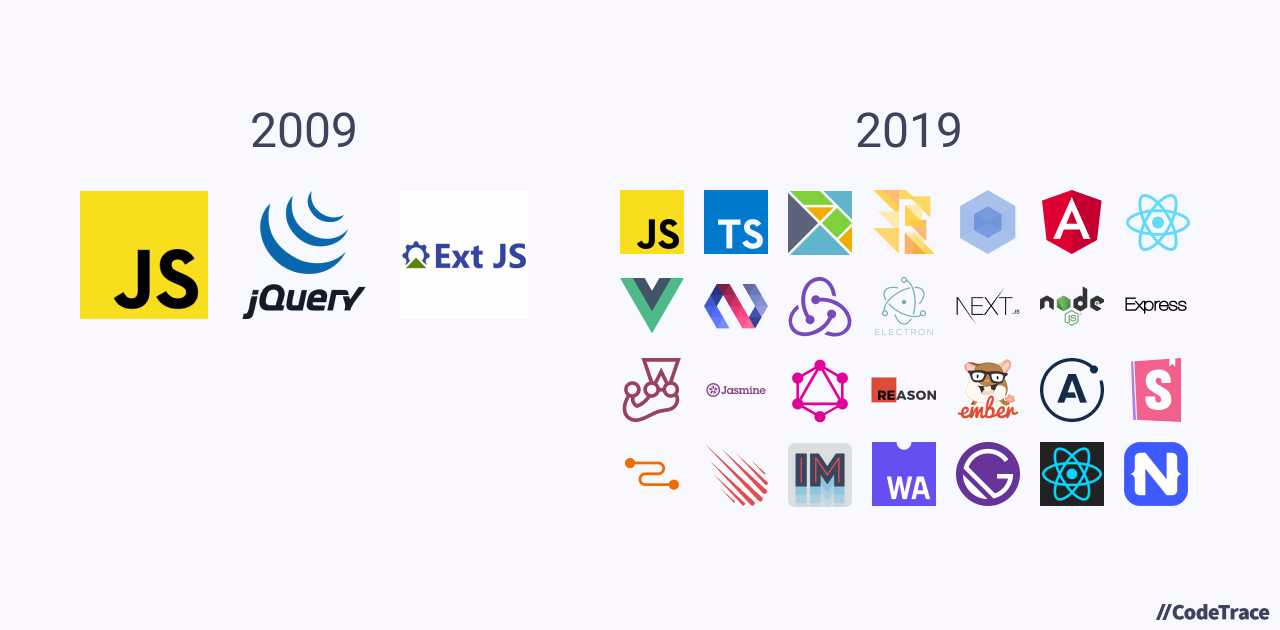 2009
2019
JS
jQuery
Ext JS
JS
TS
A
ELECTRON
NEXT
.JS
node
JS
Express
Jasmine
REASON
ember
A
S
IM
WA
G
N
//CodeTrace